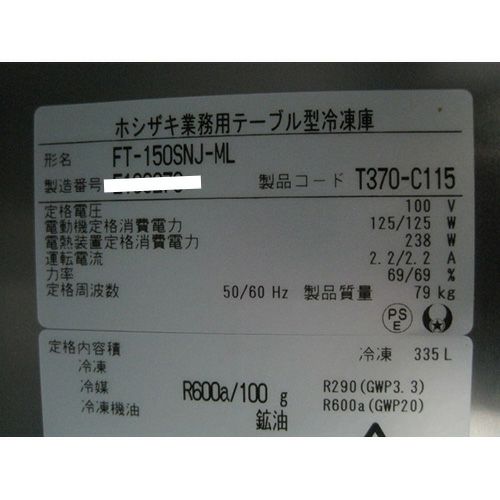 ホシザキ業務用テーブル型冷凍庫
形名 FT-150SNJ-ML
製造番号 製品コード T370-C115
定格電圧 100 V
電動機定格消費電力 125/125 W
電熱装置定格消費電力 238 W
運転電流 2.2/2.2 A
力率 69/69 %
定格周波数 50/60 Hz 製品質量 79 kg
PS
E
定格内容積 冷凍 335 L
冷凍
冷媒 R600a/100 g R290(GWP3.3)
冷凍機油 鉱油 R600a(GWP20)